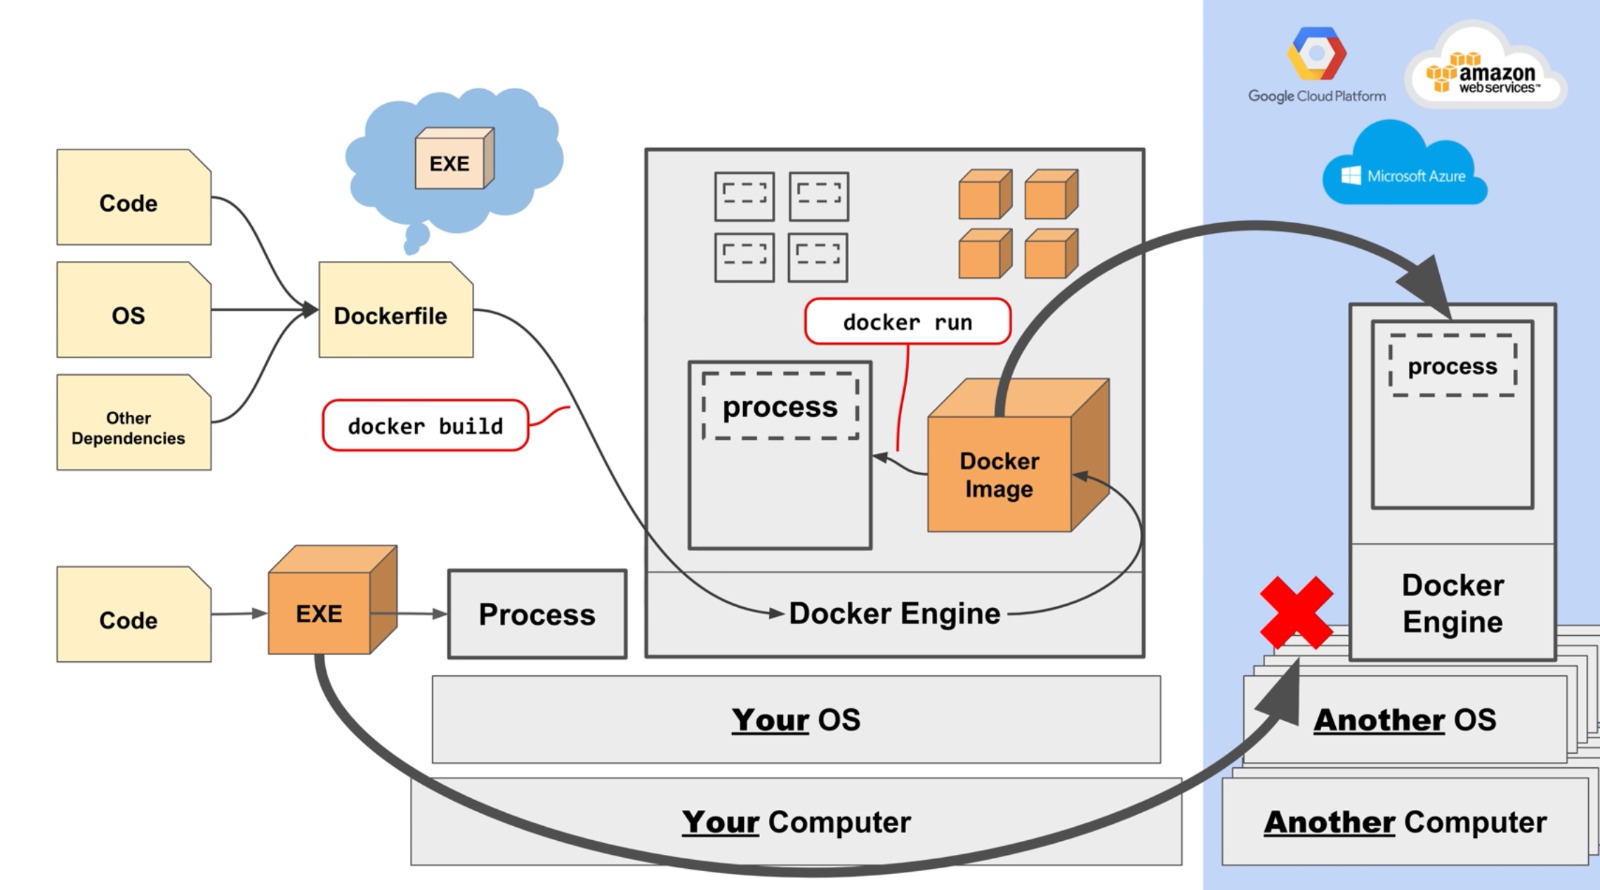 Google Cloud Platform
amazon
web services™
Microsoft Azure
EXE
Code
OS
Other
Dependencies
Dockerfile
docker build
docker run
process
Docker
Image
process
Code
EXE
Process
Docker Engine
Docker
Engine
Your OS
Another OS
Your Computer
Another Computer